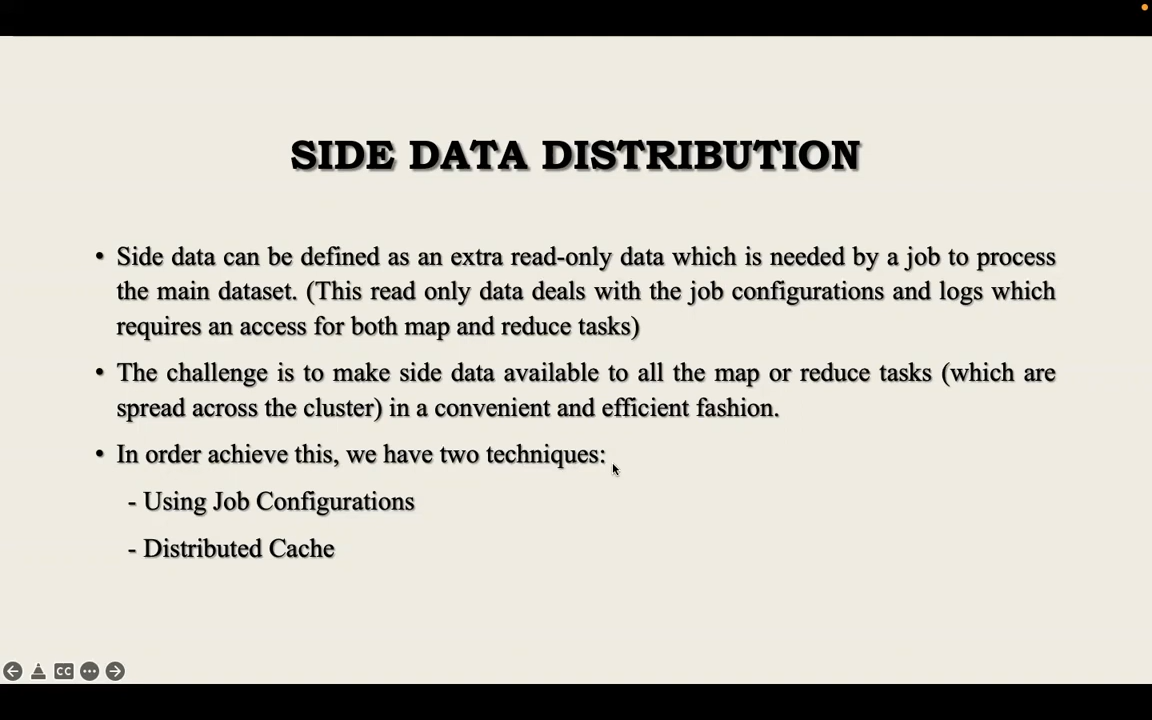 SIDE DATA DISTRIBUTION
• Side data can be defined as an extra read-only data which is needed by a job to process
the main dataset. (This read only data deals with the job configurations and logs which
requires an access for both map and reduce tasks)
• The challenge is to make side data available to all the map or reduce tasks (which are
spread across the cluster) in a convenient and efficient fashion.
• In order achieve this, we have two techniques:
- Using Job Configurations
- Distributed Cache
CC